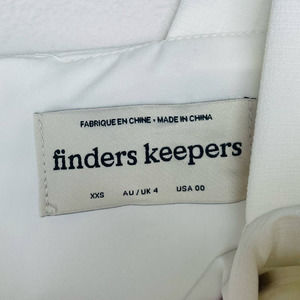 FABRIQUE EN CHINE • MADE IN CHINA
finders keepers
XXS AU / UK 4 USA 00